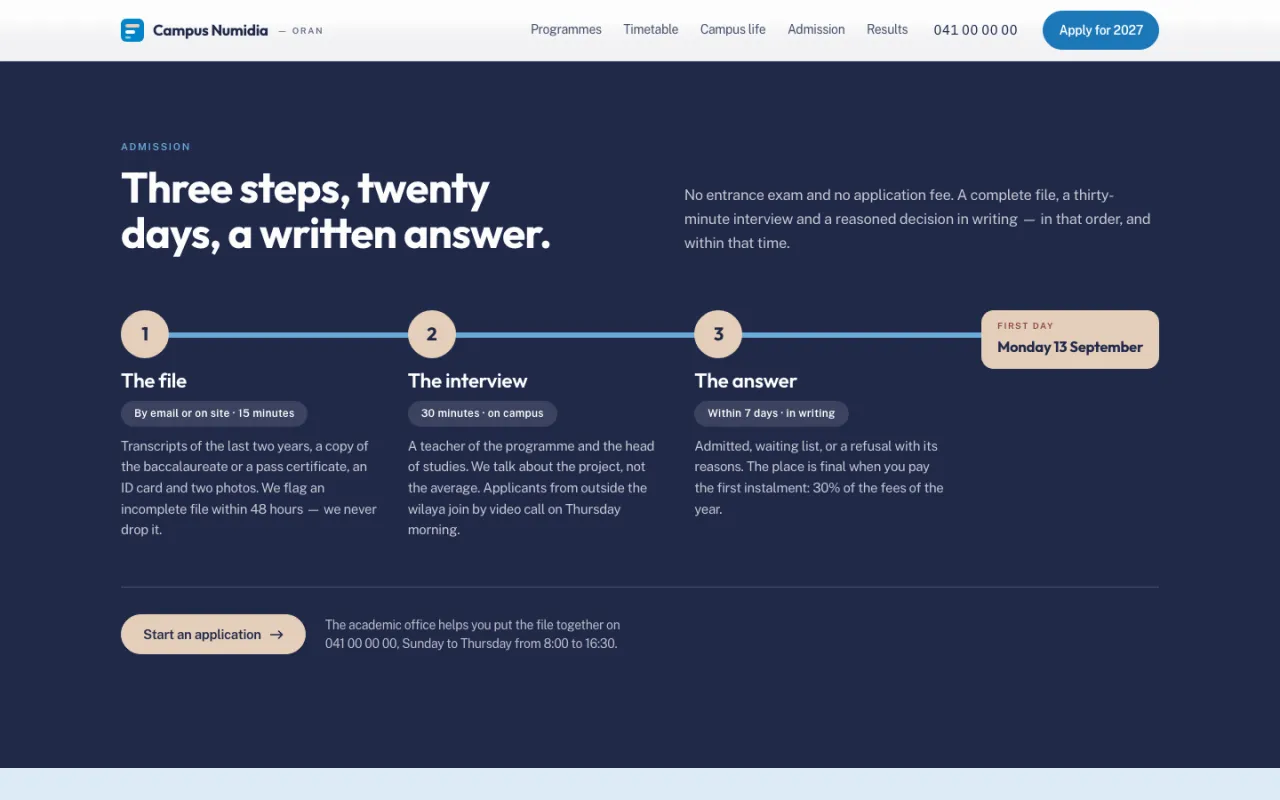 Campus Numidia — ORAN
Programmes Timetable Campus life Admission Results 041 00 00 00 Apply for 2027
ADMISSION
Three steps, twenty
days, a written answer.
No entrance exam and no application fee. A complete file, a thirty-
minute interview and a reasoned decision in writing — in that order, and
within that time.
1
2
3
FIRST DAY
Monday 13 September
The file
By email or on site · 15 minutes
Transcripts of the last two years, a copy of
the baccalaureate or a pass certificate, an
ID card and two photos. We flag an
incomplete file within 48 hours — we never
drop it.
The interview
30 minutes · on campus
A teacher of the programme and the head
of studies. We talk about the project, not
the average. Applicants from outside the
wilaya join by video call on Thursday
morning.
The answer
Within 7 days · in writing
Admitted, waiting list, or a refusal with its
reasons. The place is final when you pay
the first instalment: 30% of the fees of the
year.
Start an application →
The academic office helps you put the file together on
041 00 00 00, Sunday to Thursday from 8:00 to 16:30.